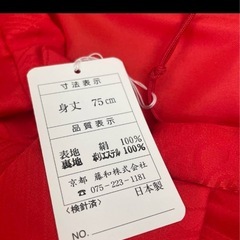 寸法表示
身丈 75cm
品質表示
表地 絹 100%
裏地 ポリエステル 100%
京都 藤和株式会社
☎ 075-223-1181
<検針済> 日本製
NO.